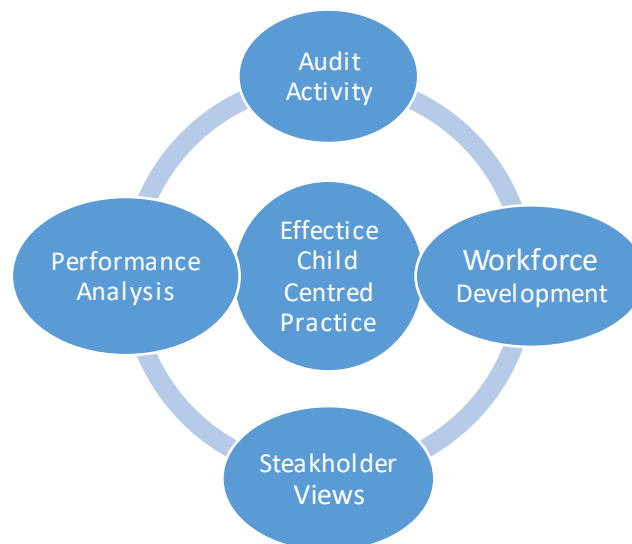 Audit
Activity
Performance
Analysis
Effectice
Child
Centred
Practice
Workforce
Development
Steakholder
Views